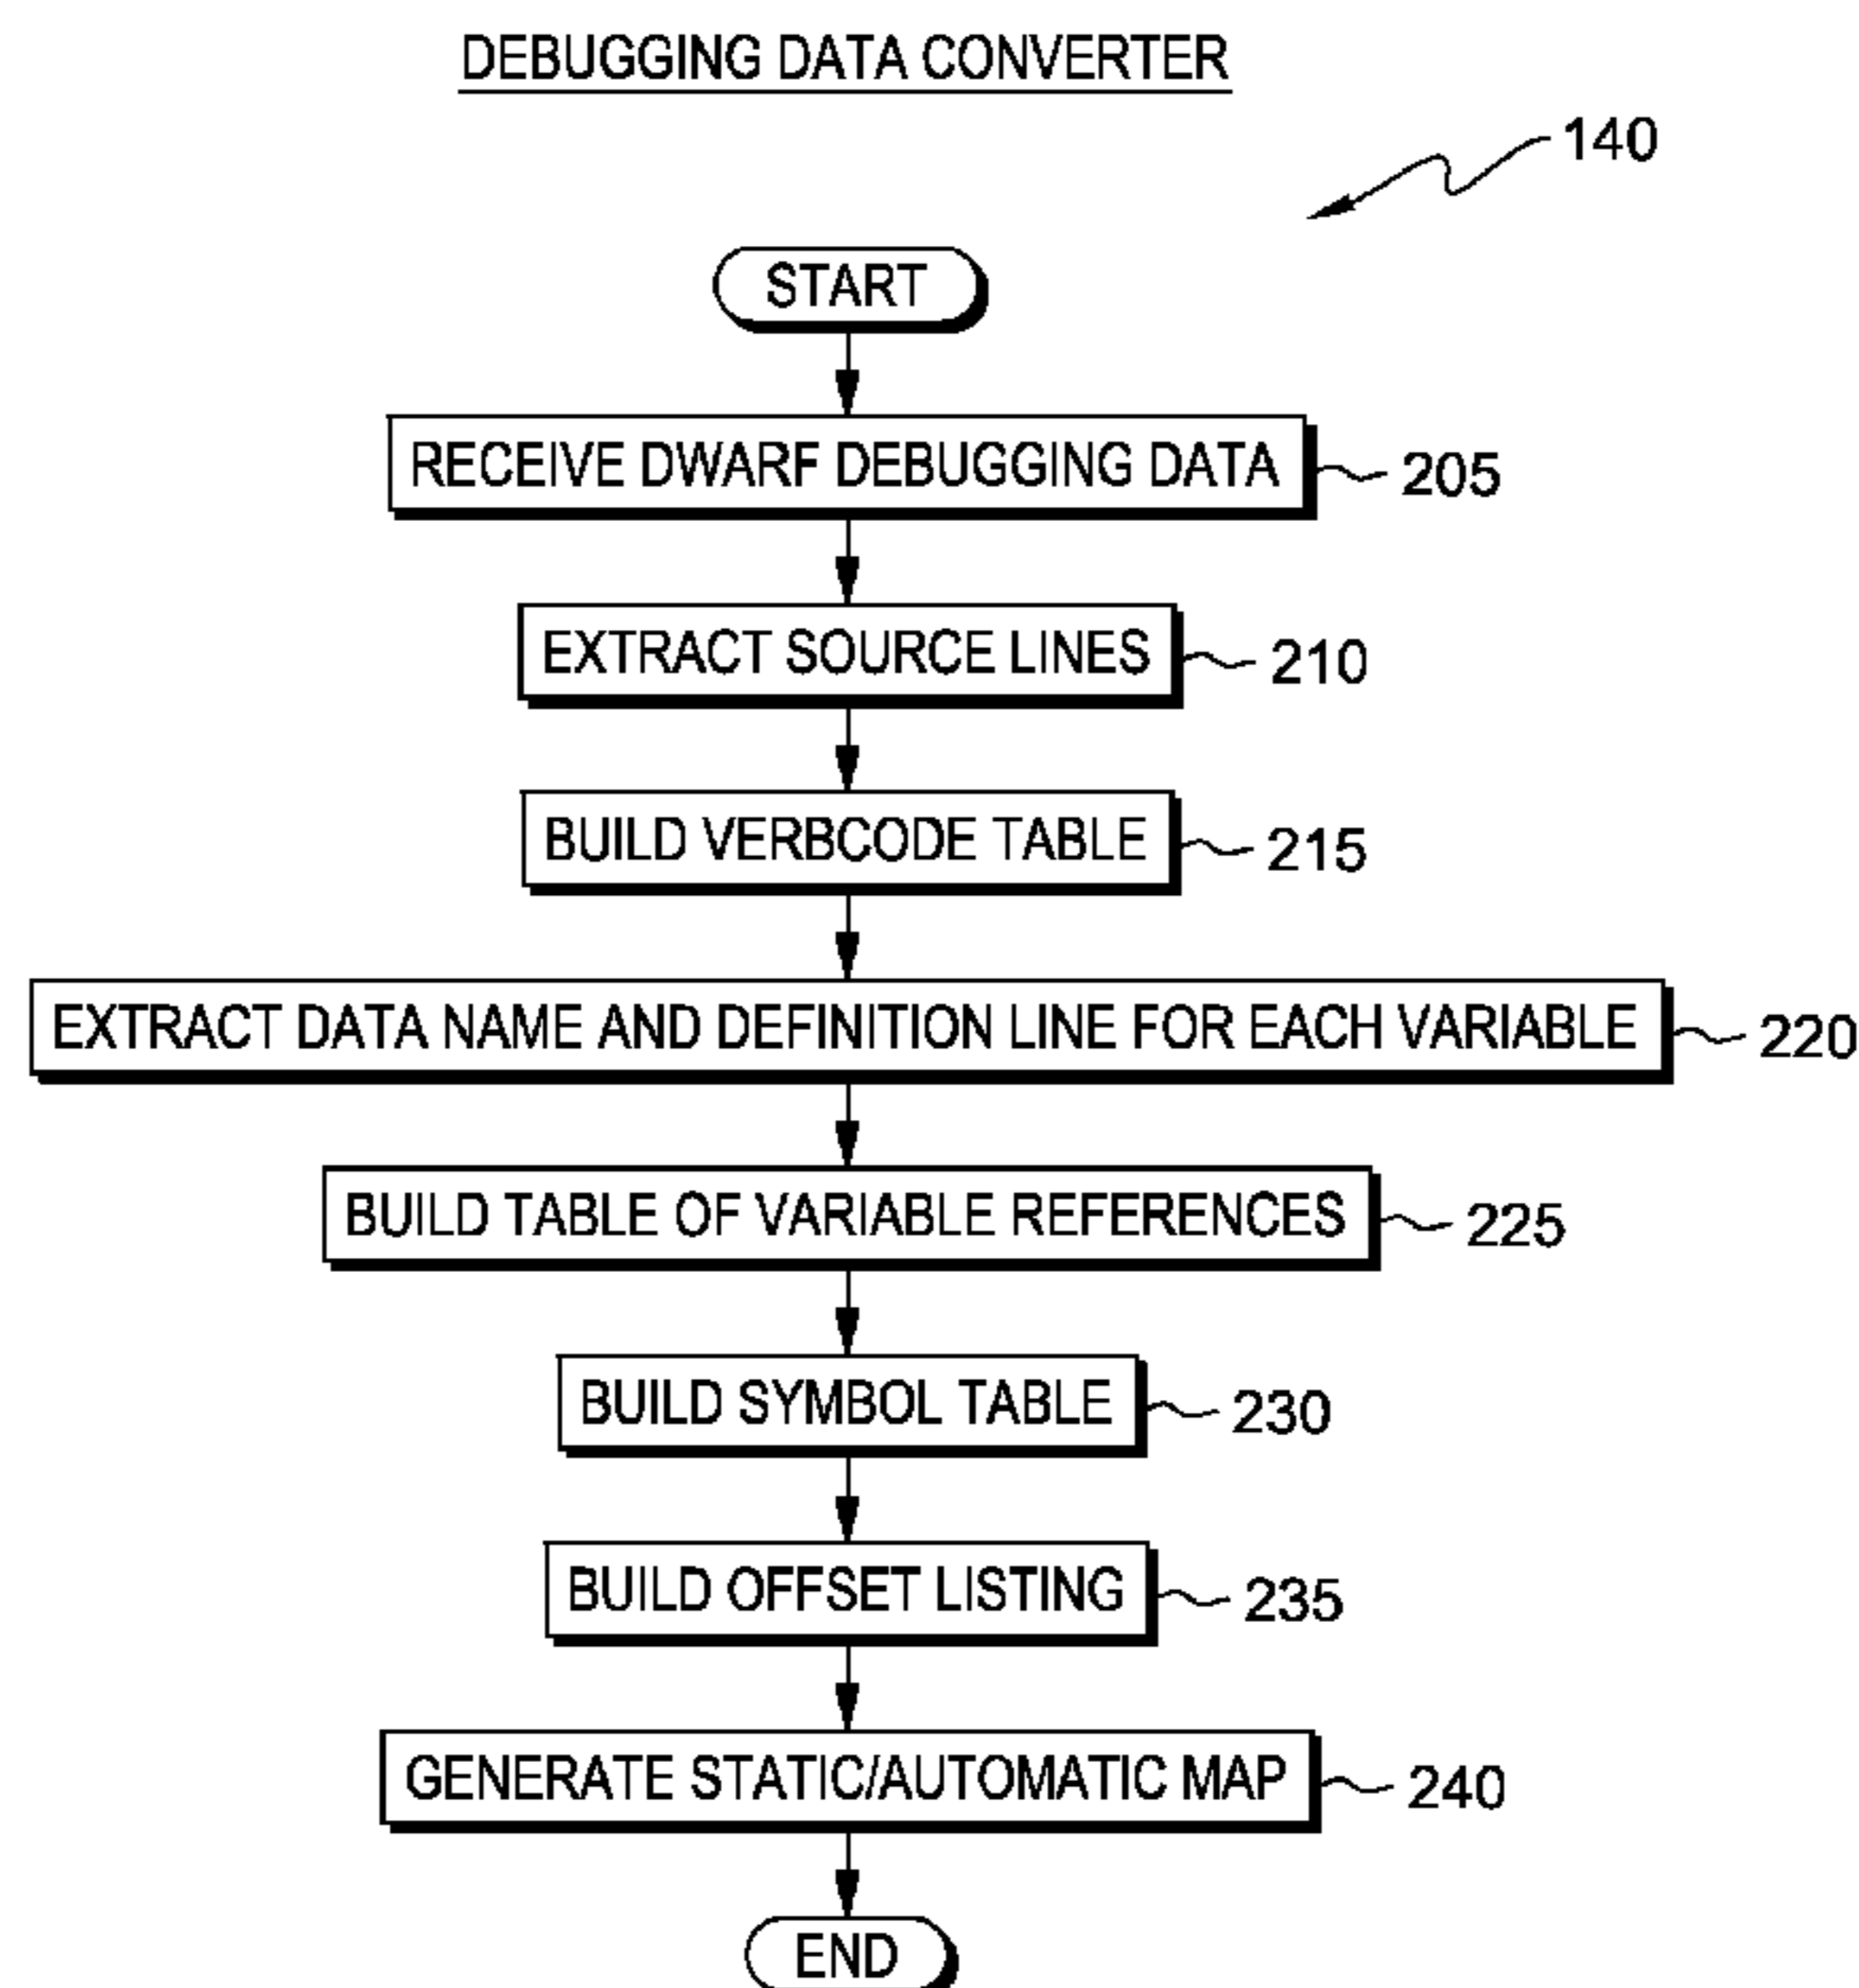 DEBUGGING DATA CONVERTER
140
START
RECEIVE DWARF DEBUGGING DATA
205
EXTRACT SOURCE LINES
210
BUILD VERBCODE TABLE
215
EXTRACT DATA NAME AND DEFINITION LINE FOR EACH VARIABLE
220
BUILD TABLE OF VARIABLE REFERENCES
225
BUILD SYMBOL TABLE
230
BUILD OFFSET LISTING
235
GENERATE STATIC/AUTOMATIC MAP
240
END